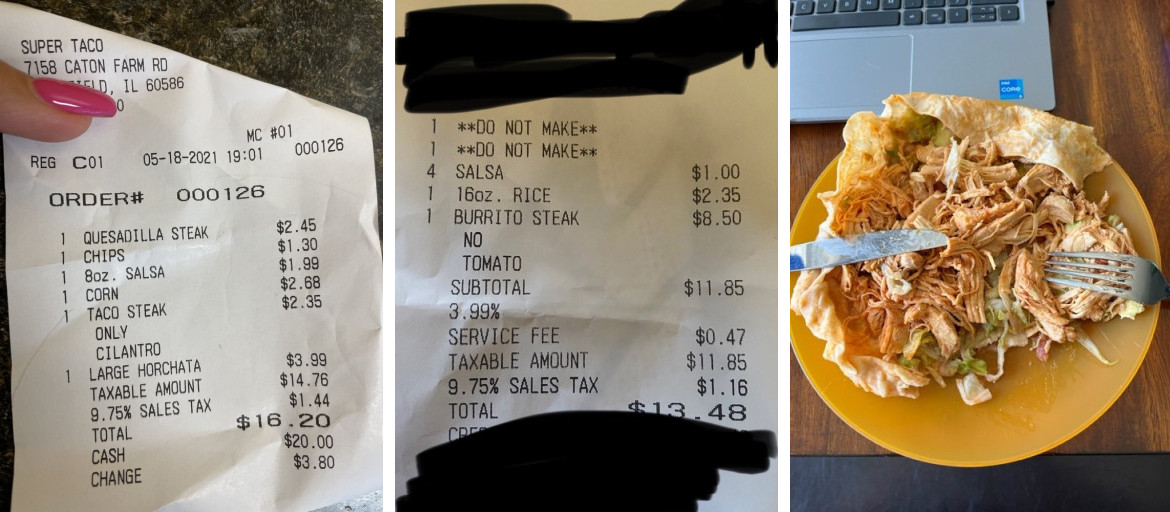 SUPER TACO
7158 CATON FARM RD
IL 60586
MC #01
REG C01 05-18-2021 19:01 000126
ORDER# 000126
1 QUESADILLA STEAK $2.45
1 CHIPS $1.30
1 8oz. SALSA $1.99
1 CORN $2.68
1 TACO STEAK $2.35
ONLY
CILANTRO
1 LARGE HORCHATA $3.99
TAXABLE AMOUNT $14.76
9.75% SALES TAX $1.44
TOTAL $16.20
CASH $20.00
CHANGE $3.80
1 **DO NOT MAKE**
1 **DO NOT MAKE**
4 SALSA $1.00
1 16oz. RICE $2.35
1 BURRITO STEAK $8.50
NO
TOMATO
SUBTOTAL $11.85
3.99%
SERVICE FEE $0.47
TAXABLE AMOUNT $11.85
9.75% SALES TAX $1.16
TOTAL $13.48
intel
CORE